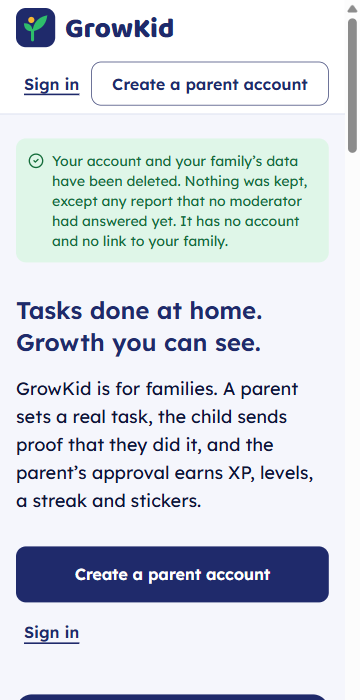 GrowKid
Sign in
Create a parent account
Your account and your family’s data
have been deleted. Nothing was kept,
except any report that no moderator
had answered yet. It has no account
and no link to your family.
Tasks done at home.
Growth you can see.
GrowKid is for families. A parent
sets a real task, the child sends
proof that they did it, and the
parent’s approval earns XP, levels,
a streak and stickers.
Create a parent account
Sign in